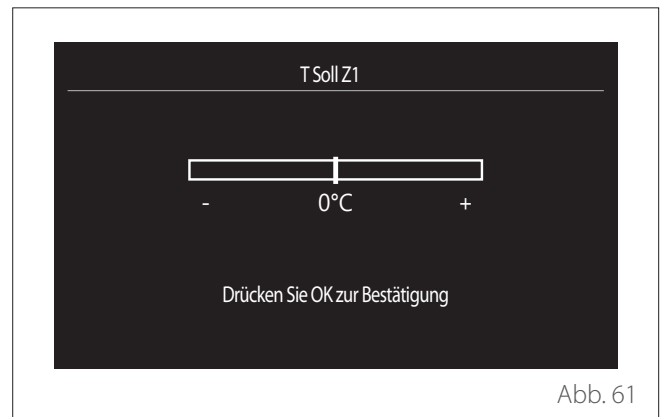 T Soll Z1
- 0°C +
Drücken Sie OK zur Bestätigung
Abb. 61